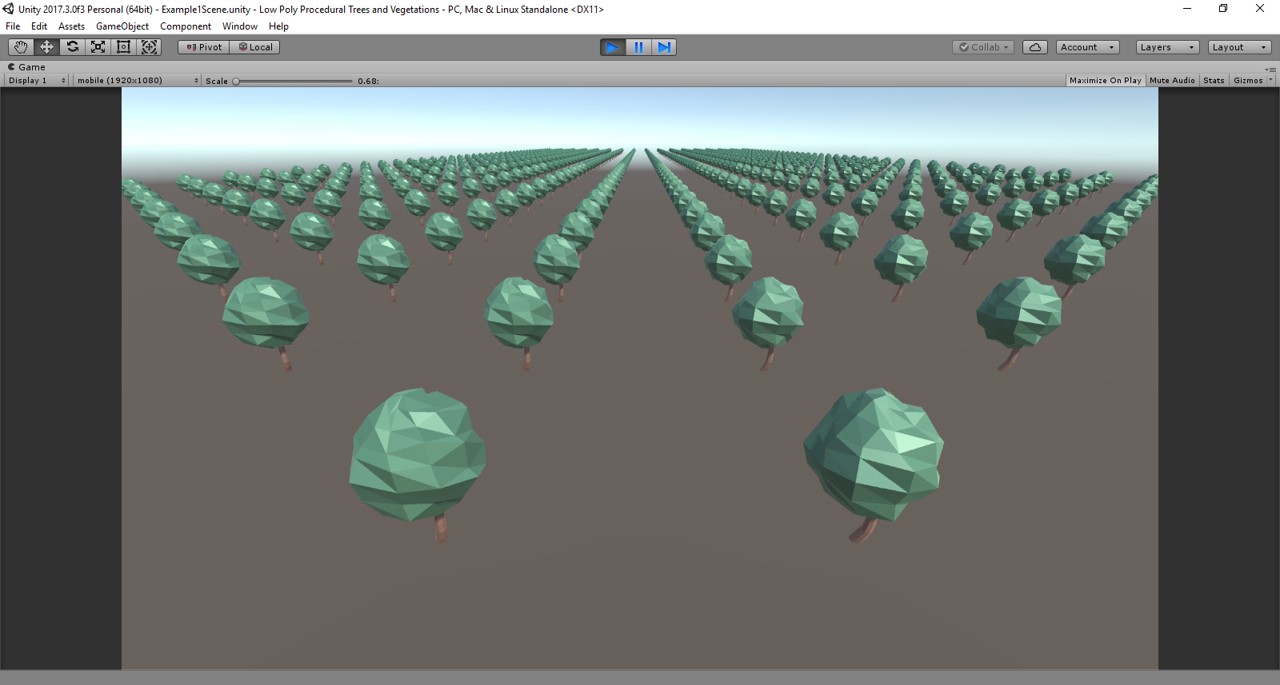 Unity 2017.3.0f3 Personal (64bit) - Example1Scene.unity - Low Poly Procedural Trees and Vegetations - PC, Mac & Linux Standalone <DX11>
File Edit Assets GameObject Component Window Help
Pivot Local Collab Account Layers Layout
Game
Display 1 mobile (1920x1080) Scale 0.68: Maximize On Play Mute Audio Stats Gizmos